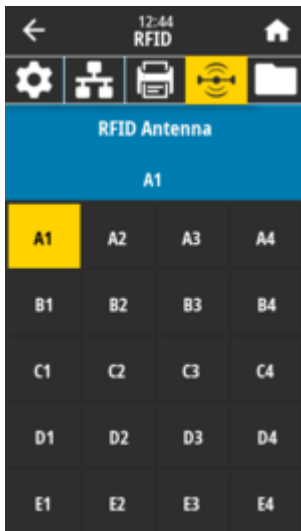 12:44
RFID
RFID Antenna
A1
A1 A2 A3 A4
B1 B2 B3 B4
C1 C2 C3 C4
D1 D2 D3 D4
E1 E2 E3 E4